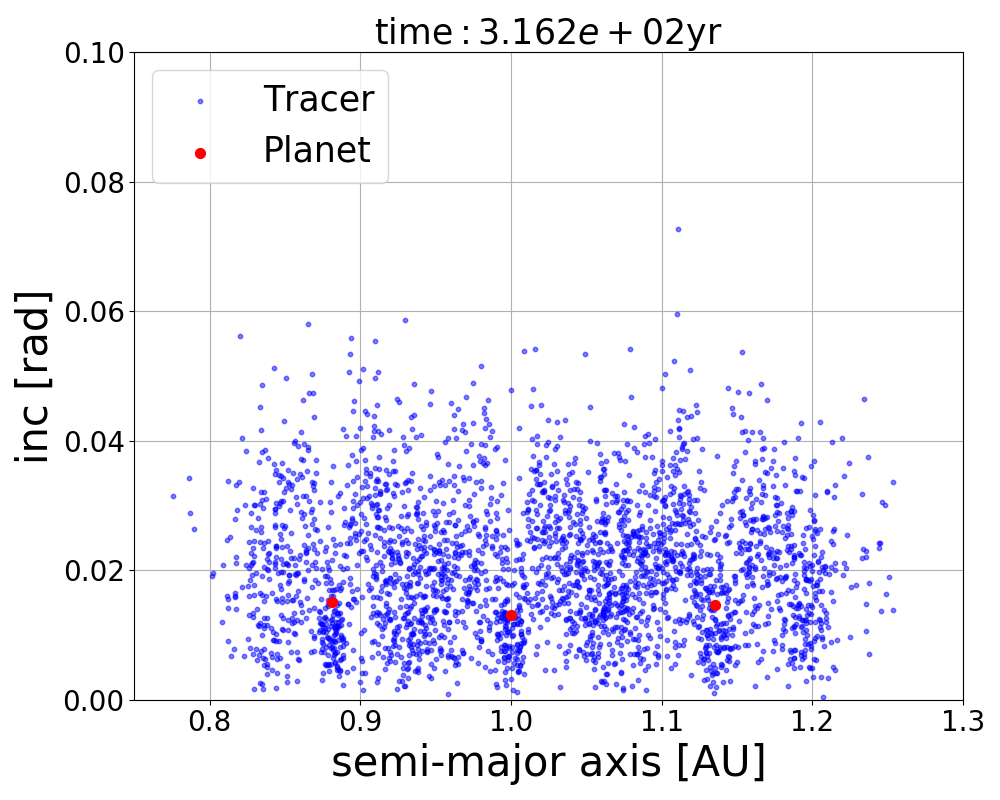 time: 3.162e + 02yr
0.10
0.08
0.06
0.04
0.02
0.00
Tracer
Planet
inc [rad]
0.8 0.9 1.0 1.1 1.2 1.3
semi-major axis [AU]